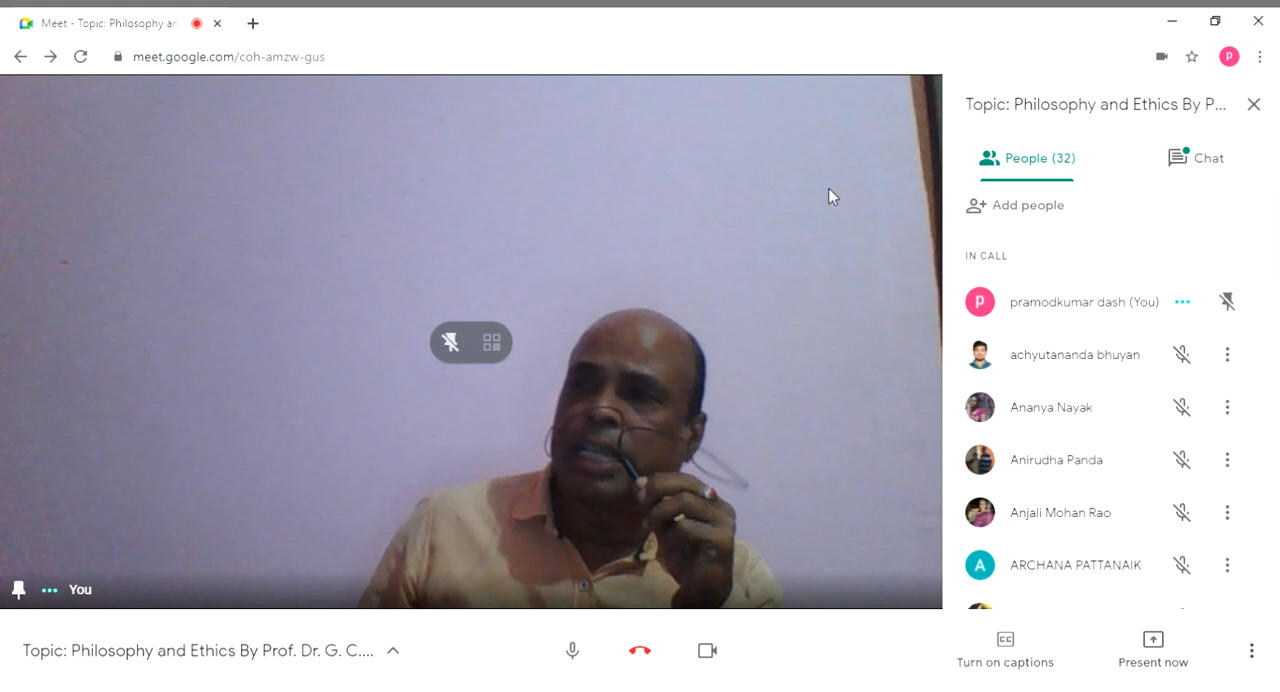 Meet - Topic: Philosophy an
meet.google.com/coh-amzw-gus
P
Topic: Philosophy and Ethics By P...
People (32)
Chat
Add people
IN CALL
P
pramodkumar dash (You)
achyutananda bhuyan
Ananya Nayak
Anirudha Panda
Anjali Mohan Rao
A
ARCHANA PATTANAIK
You
Topic: Philosophy and Ethics By Prof. Dr. G. C....
CC
Turn on captions
Present now